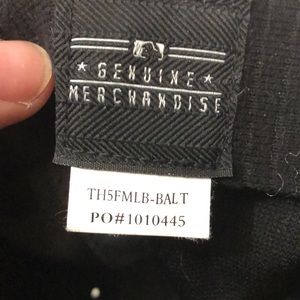 GENUINE
MERCHANDISE
TH5FMLB-BALT
PO#1010445